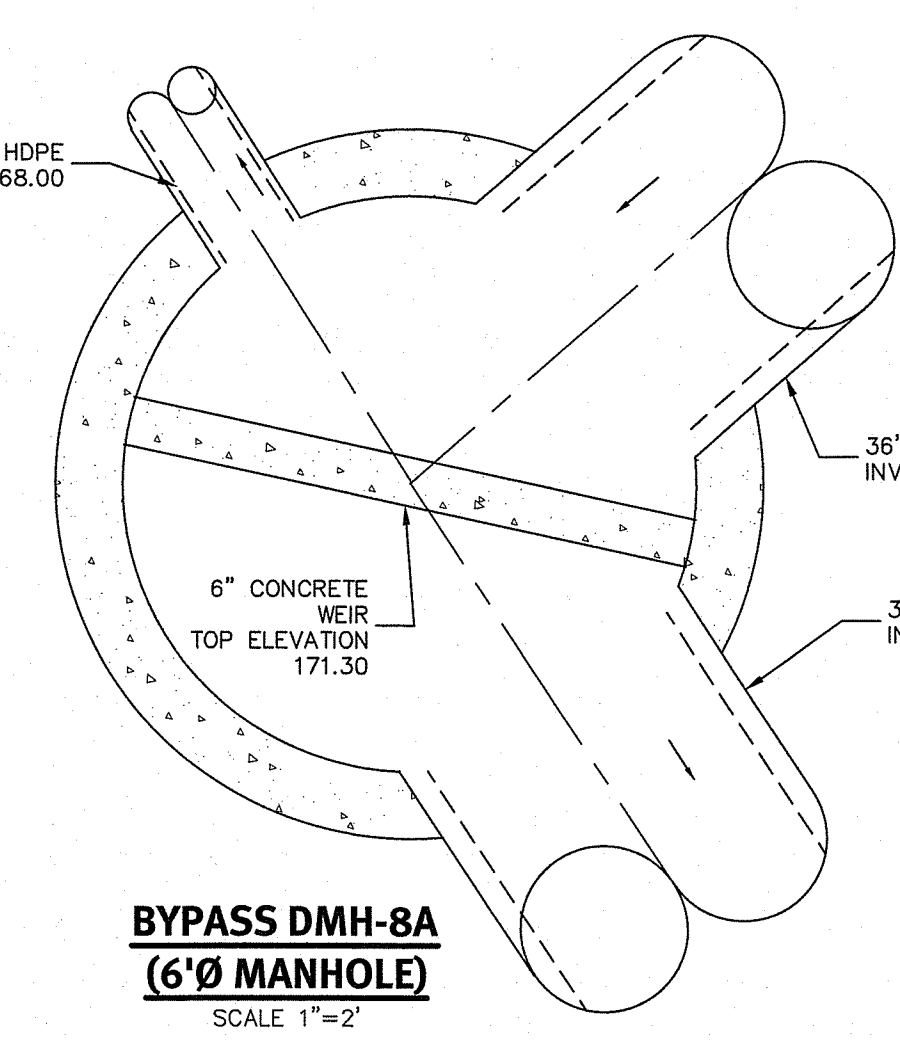 HDPE
68.00
36"
INV
6" CONCRETE
WEIR
TOP ELEVATION
171.30
3
IN
BYPASS DMH-8A
(6'Ø MANHOLE)
SCALE 1"=2'